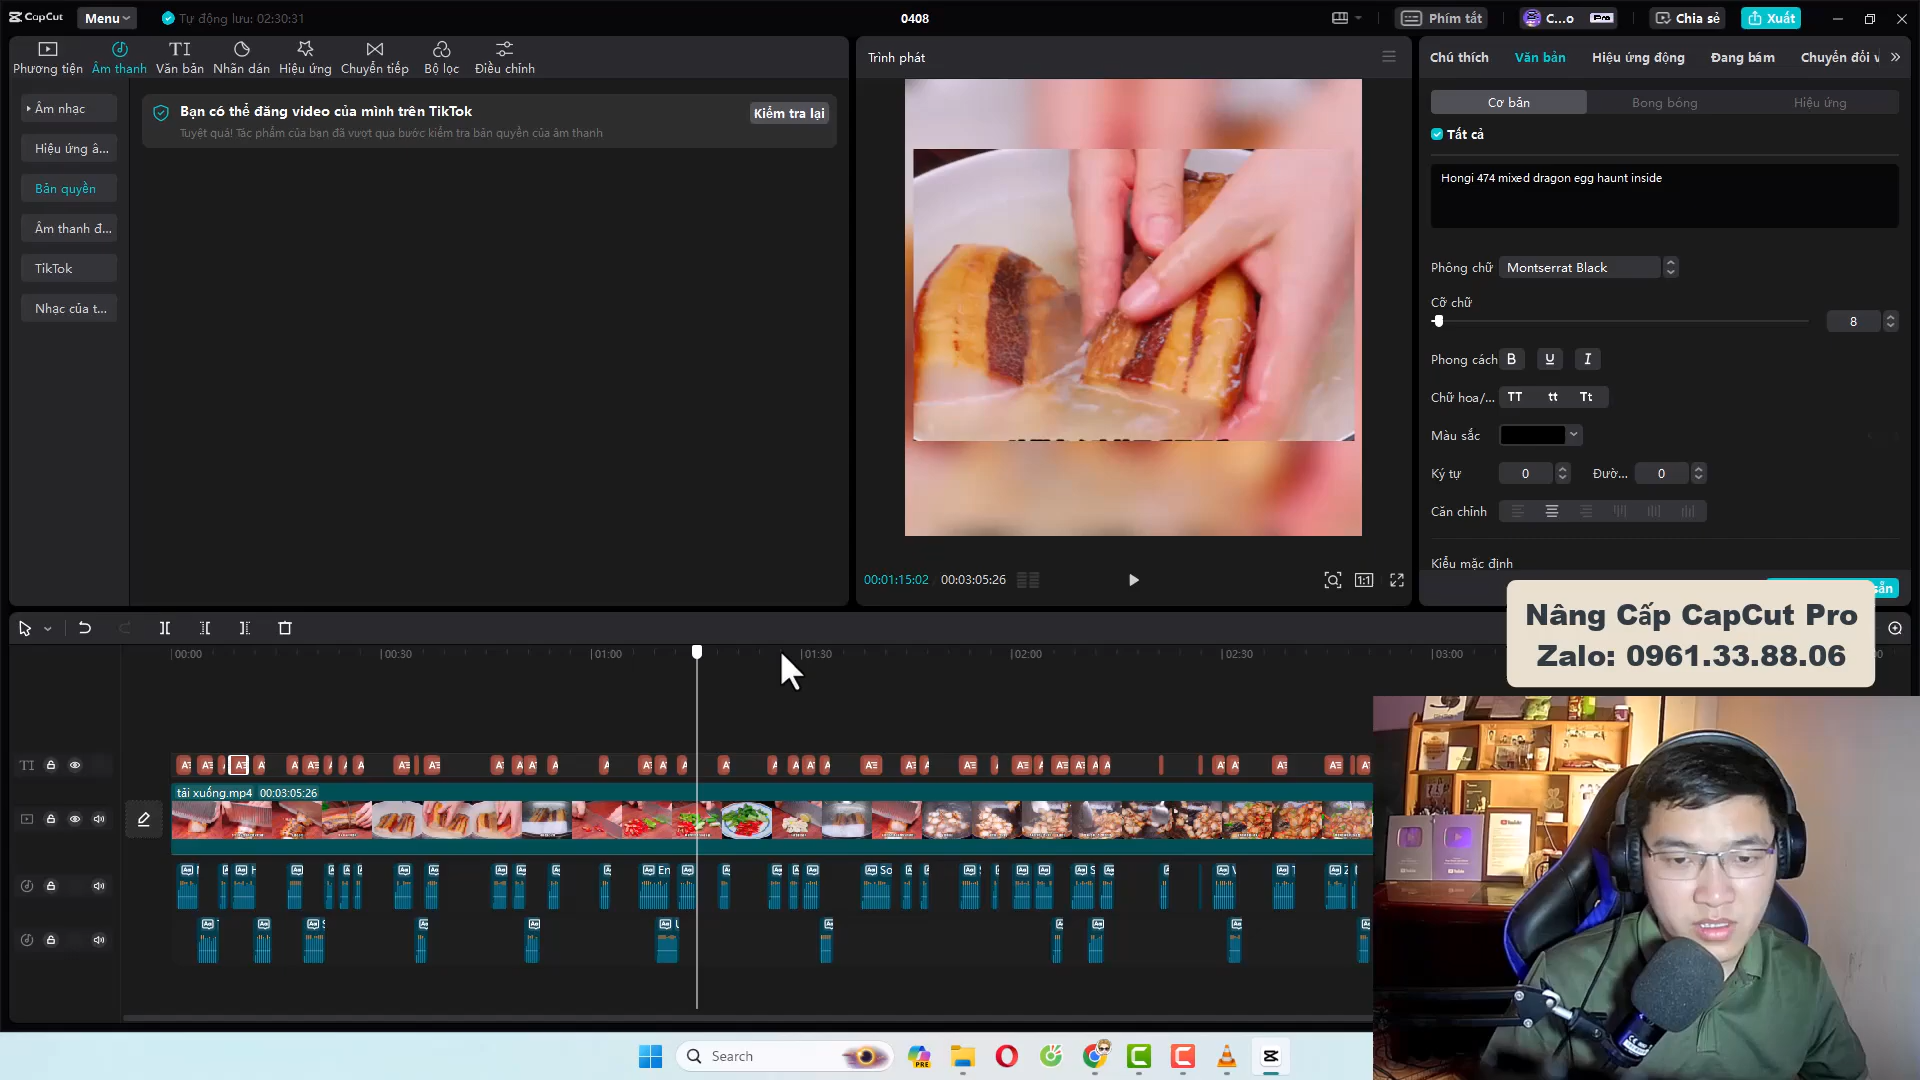 CapCut
Menu
Tự động lưu: 02:30:31
0408
Phím tắt
C...o
Pro
Chia sẻ
Xuất
Phương tiện
Âm thanh
Văn bản
Nhãn dán
Hiệu ứng
Chuyển tiếp
Bộ lọc
Điều chỉnh
Âm nhạc
Hiệu ứng â...
Bản quyền
Âm thanh đ...
TikTok
Nhạc của t...
Bạn có thể đăng video của mình trên TikTok
Tuyệt quá! Tác phẩm của bạn đã vượt qua bước kiểm tra bản quyền của âm thanh
Kiểm tra lại
Trình phát
00:01:15:02
00:03:05:26
1:1
Chú thích
Văn bản
Hiệu ứng động
Đang bám
Chuyển đổi v
Cơ bản
Bong bóng
Hiệu ứng
Tất cả
Hongi 474 mixed dragon egg haunt inside
Phông chữ
Montserrat Black
Cỡ chữ
8
Phong cách
B U I
Chữ hoa/...
TT tt Tt
Màu sắc
Ký tự
0
Đườ...
0
Căn chỉnh
Kiểu mặc định
sẵn
Nâng Cấp CapCut Pro
Zalo: 0961.33.88.06
00:00
00:30
01:00
01:30
02:00
02:30
03:00
TI
tải xuống.mp4 00:03:05:26
Search
PRE